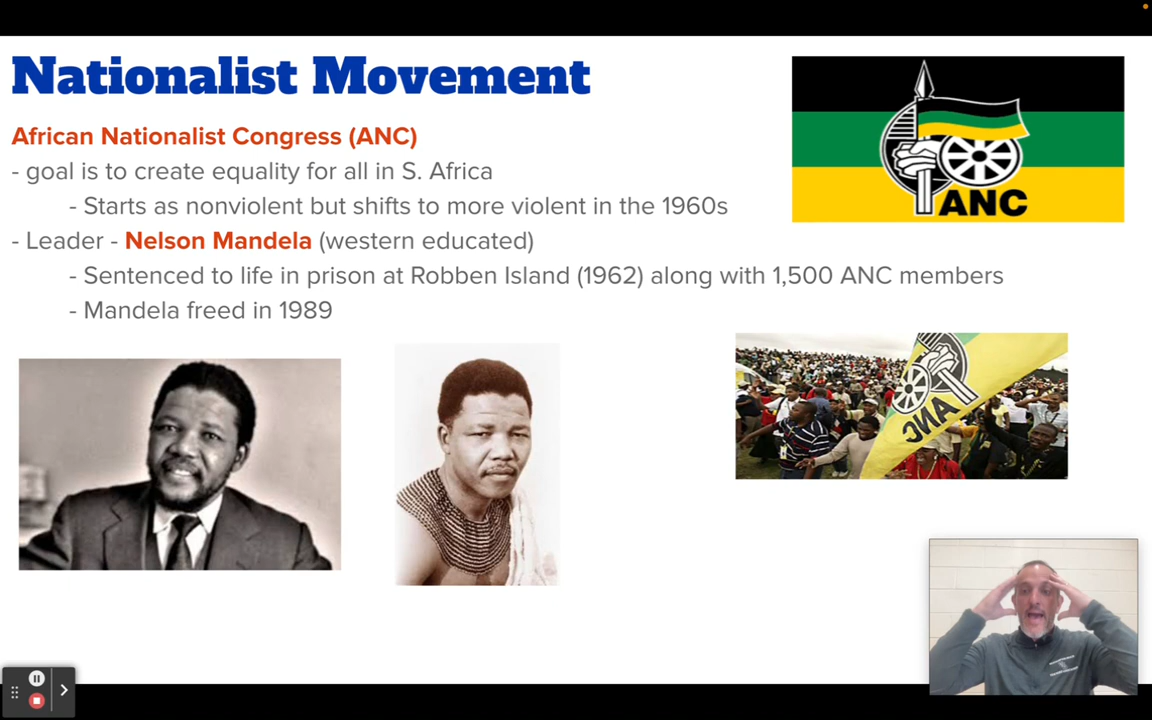 Nationalist Movement
African Nationalist Congress (ANC)
- goal is to create equality for all in S. Africa
- Starts as nonviolent but shifts to more violent in the 1960s
- Leader - Nelson Mandela (western educated)
- Sentenced to life in prison at Robben Island (1962) along with 1,500 ANC members
- Mandela freed in 1989
ANC
ANC